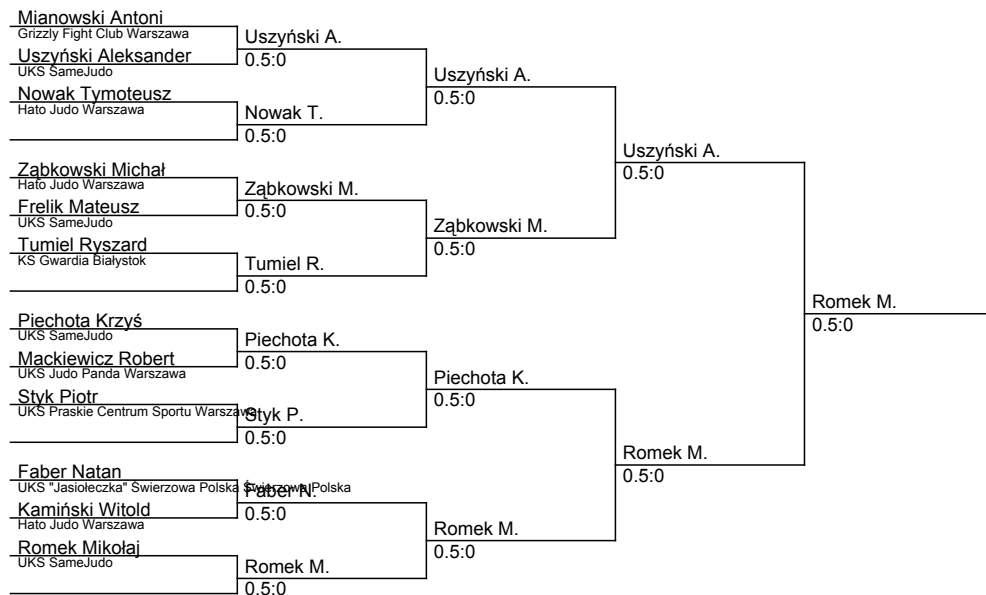 Mianowski Antoni
Grizzly Fight Club Warszawa
Uszyński Aleksander
UKS SameJudo
Nowak Tymoteusz
Hato Judo Warszawa
Ząbkowski Michał
Hato Judo Warszawa
Frelik Mateusz
UKS SameJudo
Tumiel Ryszard
KS Gwardia Białystok
Piechota Krzyś
UKS SameJudo
Mackiewicz Robert
UKS Judo Panda Warszawa
Styk Piotr
UKS Praskie Centrum Sportu Warszawa
Faber Natan
UKS "Jasiołeczka" Świerzowa Polska Świerzowa Polska
Kamiński Witold
Hato Judo Warszawa
Romek Mikołaj
UKS SameJudo
Uszyński A.
0.5:0
Nowak T.
0.5:0
Ząbkowski M.
0.5:0
Tumiel R.
0.5:0
Piechota K.
0.5:0
Styk P.
0.5:0
Faber N.
0.5:0
Romek M.
0.5:0
Uszyński A.
0.5:0
Ząbkowski M.
0.5:0
Piechota K.
0.5:0
Romek M.
0.5:0
Uszyński A.
0.5:0
Romek M.
0.5:0
Romek M.
0.5:0